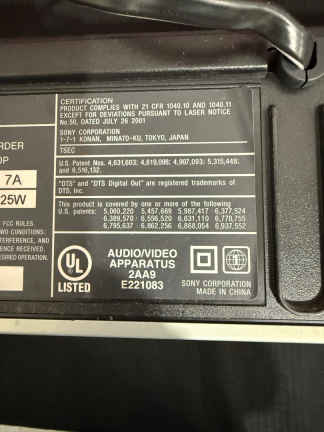 CERTIFICATION
PRODUCT COMPLIES WITH 21 CFR 1040.10 AND 1040.11
EXCEPT FOR DEVIATIONS PURSUANT TO LASER NOTICE
No.50, DATED JULY 26 2001
SONY CORPORATION
1-7-1 KONAN, MINATO-KU, TOKYO, JAPAN
TSEC
U.S. Patent Nos. 4,631,603; 4,819,098; 4,907,093; 5,315,448;
and 6,516,132.
"DTS" and "DTS Digital Out" are registered trademarks of
DTS, Inc.
This product is covered by one or more of the following
U.S. patents: 5,060,220 5,457,669 5,987,417 6,377,524
6,389,570 6,556,520 6,631,110 6,778,755
6,795,637 6,862,256 6,868,054 6,937,552
RDER
7A
25W
FCC RULES
TWO CONDITIONS:
INTERFERENCE, AND
ENCE RECEIVED,
ESIRED OPERATION.
UL
LISTED
AUDIO/VIDEO
APPARATUS
2AA9
E221083
SONY CORPORATION
MADE IN CHINA